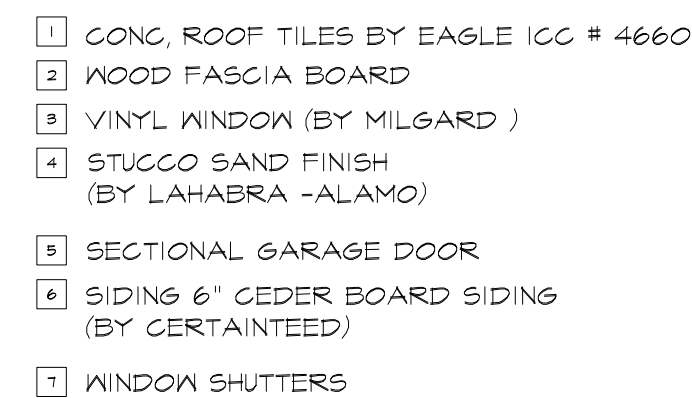 1 CONC, ROOF TILES BY EAGLE ICC # 4660
2 WOOD FASCIA BOARD
3 VINYL WINDOW (BY MILGARD )
4 STUCCO SAND FINISH
(BY LAHABRA -ALAMO)
5 SECTIONAL GARAGE DOOR
6 SIDING 6" CEDER BOARD SIDING
(BY CERTAINTEED)
7 WINDOW SHUTTERS